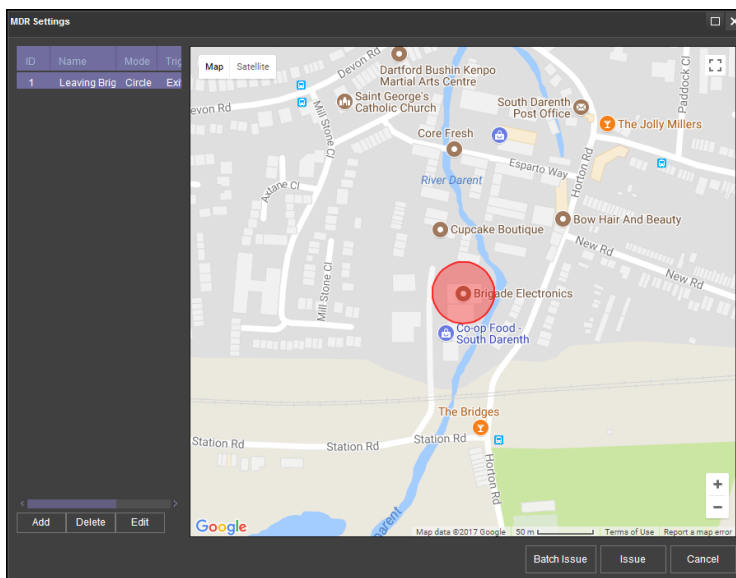 MDR Settings
ID Name Mode Trig
1 Leaving Brig Circle Exit
Map Satellite
Devon Rd
Dartford Bushin Kenpo
Martial Arts Centre
Saint George's
Catholic Church
evon Rd
Mill Stone Cl
Core Fresh
South Darenth
Post Office
The Jolly Millers
Paddock Cl
Horton Rd
Esparto Way
River Darent
Axtane Cl
Cupcake Boutique
Bow Hair And Beauty
New Rd
New Rd
Mill Stone Cl
Brigade Electronics
Co-op Food -
South Darenth
The Bridges
Station Rd
Station Rd
Station Rd
Horton Rd
arent
+
−
Google
Map data ©2017 Google 50 m Terms of Use Report a map error
Add Delete Edit
Batch Issue Issue Cancel